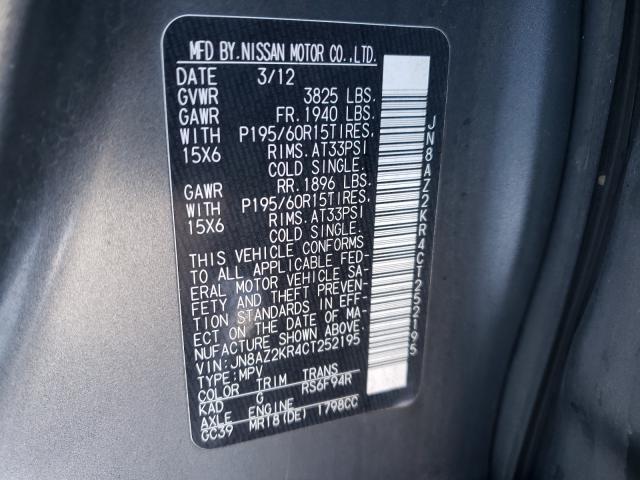 MFD BY.NISSAN MOTOR CO.,LTD.
DATE 3/12
GVWR 3825 LBS.
GAWR FR. 1940 LBS.
WITH P195/60R15TIRES.
15X6 RIMS. AT33PSI
COLD SINGLE.
GAWR RR. 1896 LBS.
WITH P195/60R15TIRES.
15X6 RIMS. AT33PSI
COLD SINGLE.
THIS VEHICLE CONFORMS
TO ALL APPLICABLE FED-
ERAL MOTOR VEHICLE SA-
FETY AND THEFT PREVEN-
TION STANDARDS IN EFF-
ECT ON THE DATE OF MA-
NUFACTURE SHOWN ABOVE.
VIN:JN8AZ2KR4CT252195
TYPE:MPV
COLOR TRIM TRANS
KAD G RS6F94R
AXLE ENGINE
GC39 MR18(DE) 1798CC
JN8AZ2KR4CT252195